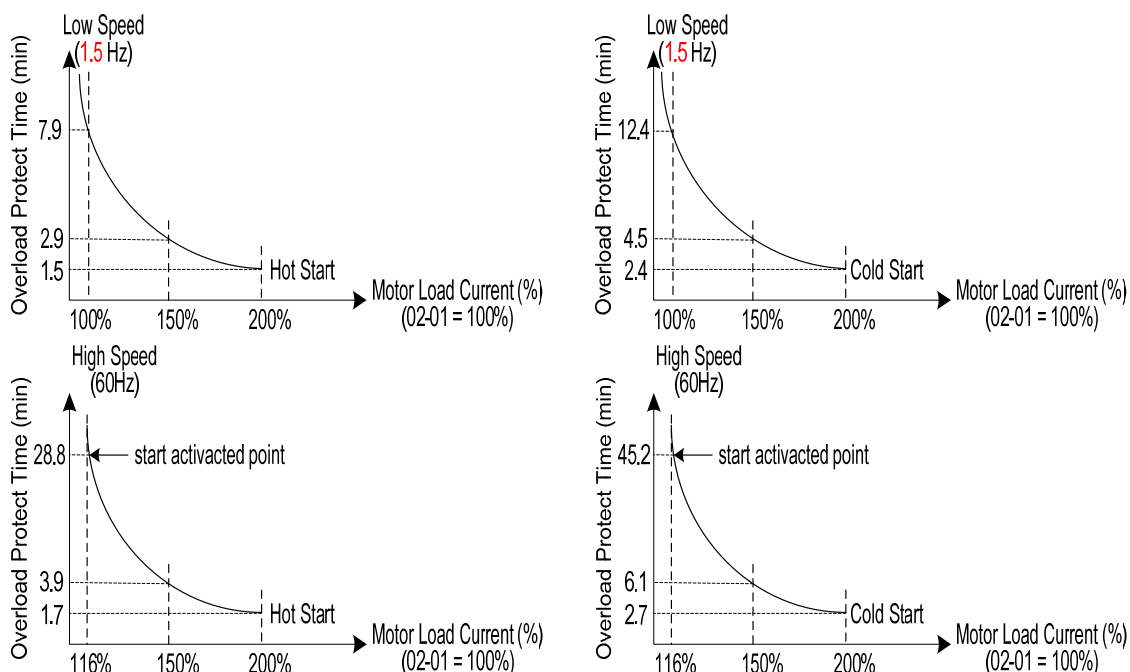 Low Speed
(1.5 Hz)
Overload Protect Time (min)
7.9
2.9
1.5
Hot Start
100%
150%
200%
Motor Load Current (%)
(02-01 = 100%)
Low Speed
(1.5 Hz)
Overload Protect Time (min)
12.4
4.5
2.4
Cold Start
100%
150%
200%
Motor Load Current (%)
(02-01 = 100%)
High Speed
(60Hz)
Overload Protect Time (min)
28.8
start activacted point
3.9
1.7
Hot Start
116%
150%
200%
Motor Load Current (%)
(02-01 = 100%)
High Speed
(60Hz)
Overload Protect Time (min)
45.2
start activacted point
6.1
2.7
Cold Start
116%
150%
200%
Motor Load Current (%)
(02-01 = 100%)